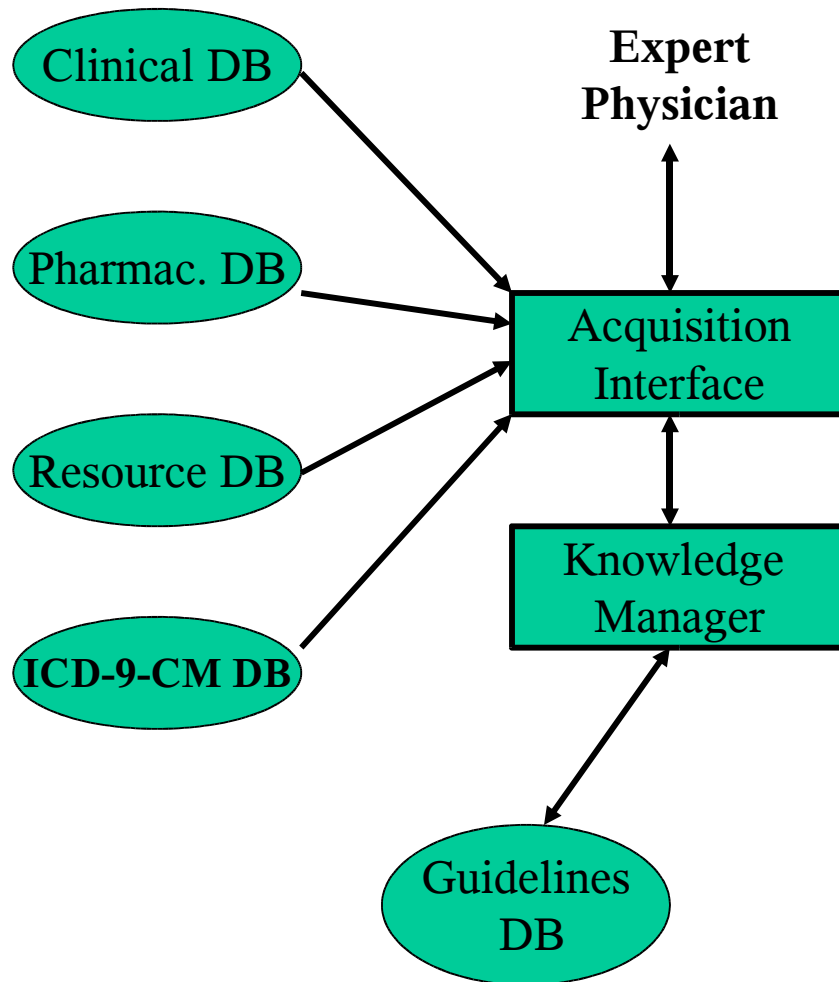 Clinical DB
Expert
Physician
Pharmac. DB
Acquisition
Interface
Resource DB
Knowledge
Manager
ICD-9-CM DB
Guidelines
DB